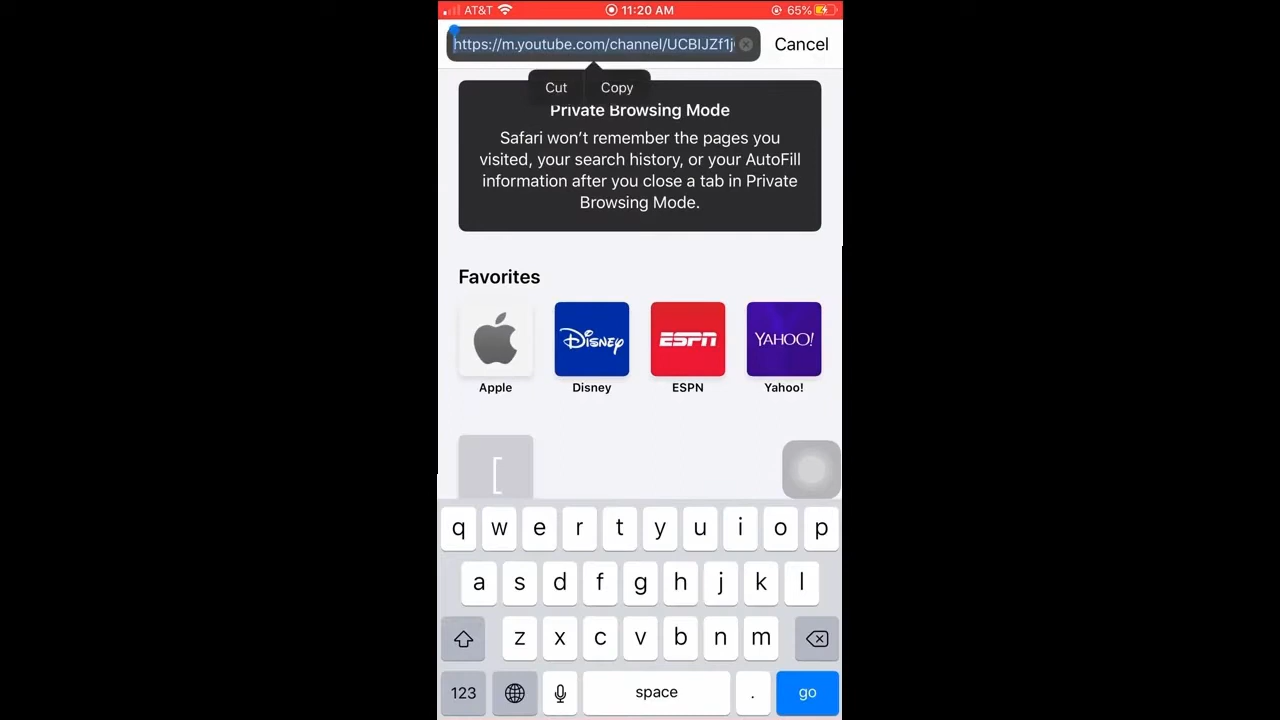 AT&T
11:20 AM
65%
https://m.youtube.com/channel/UCBIJZf1j
Cancel
Cut
Copy
Private Browsing Mode
Safari won’t remember the pages you
visited, your search history, or your AutoFill
information after you close a tab in Private
Browsing Mode.
Favorites
DISNEY
ESPN
YAHOO!
Apple
Disney
ESPN
Yahoo!
[
q w e r t y u i o p
a s d f g h j k l
z x c v b n m
123
space
.
go